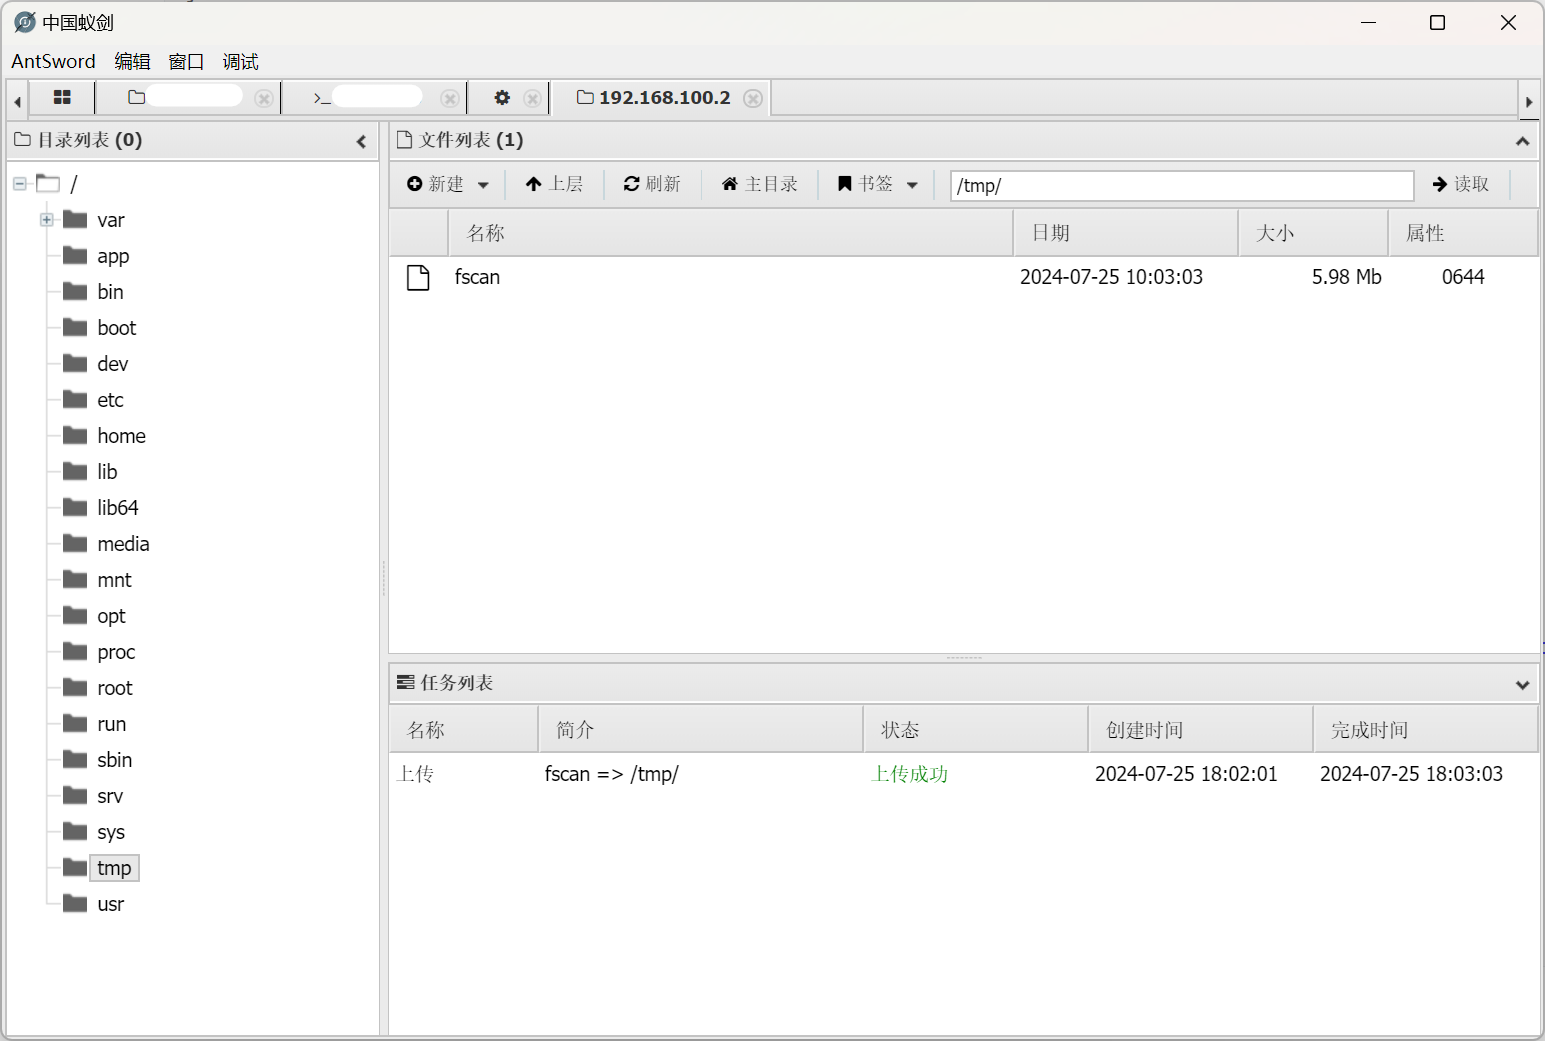 中国蚁剑
AntSword 编辑 窗口 调试
>_ 192.168.100.2
目录列表 (0)
/
var
app
bin
boot
dev
etc
home
lib
lib64
media
mnt
opt
proc
root
run
sbin
srv
sys
tmp
usr
文件列表 (1)
新建 上层 刷新 主目录 书签 /tmp/ 读取
名称 日期 大小 属性
fscan 2024-07-25 10:03:03 5.98 Mb 0644
任务列表
名称 简介 状态 创建时间 完成时间
上传 fscan => /tmp/ 上传成功 2024-07-25 18:02:01 2024-07-25 18:03:03